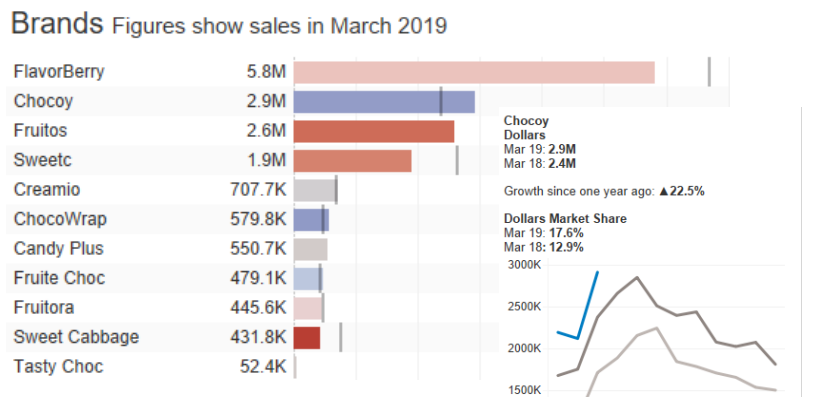 Brands Figures show sales in March 2019
FlavorBerry 5.8M
Chocoy 2.9M
Fruitos 2.6M
Sweetc 1.9M
Creamio 707.7K
ChocoWrap 579.8K
Candy Plus 550.7K
Fruite Choc 479.1K
Fruitora 445.6K
Sweet Cabbage 431.8K
Tasty Choc 52.4K
Chocoy
Dollars
Mar 19: 2.9M
Mar 18: 2.4M
Growth since one year ago: ▲22.5%
Dollars Market Share
Mar 19: 17.6%
Mar 18: 12.9%
3000K
2500K
2000K
1500K